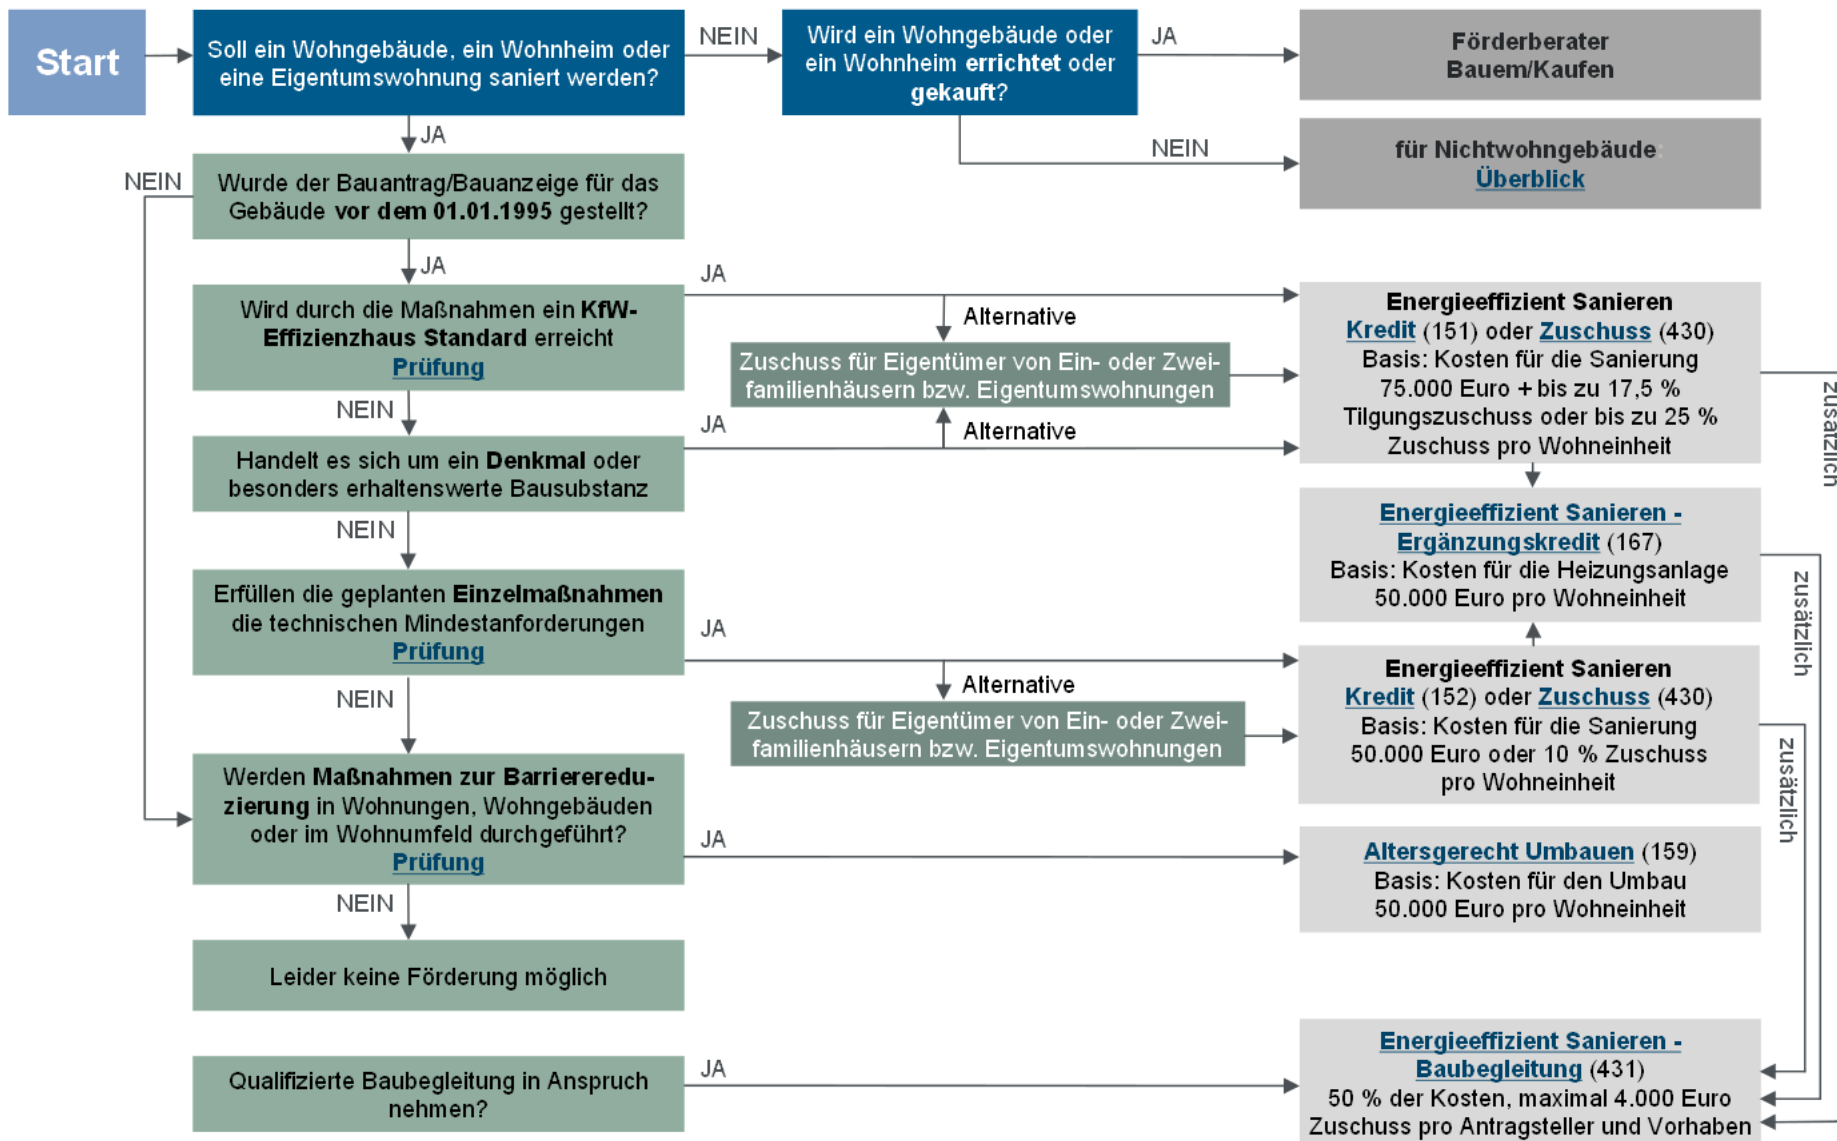 Start
Soll ein Wohngebäude, ein Wohnheim oder
eine Eigentumswohnung saniert werden?
NEIN
Wird ein Wohngebäude oder
ein Wohnheim errichtet oder
gekauft?
JA
Förderberater
Bauem/Kaufen
JA
NEIN
für Nichtwohngebäude:
Überblick
NEIN
Wurde der Bauantrag/Bauanzeige für das
Gebäude vor dem 01.01.1995 gestellt?
JA
Wird durch die Maßnahmen ein KfW-
Effizienzhaus Standard erreicht
Prüfung
JA
Alternative
Zuschuss für Eigentümer von Ein- oder Zwei-
familienhäusern bzw. Eigentumswohnungen
Energieeffizient Sanieren
Kredit (151) oder Zuschuss (430)
Basis: Kosten für die Sanierung
75.000 Euro + bis zu 17,5 %
Tilgungszuschuss oder bis zu 25 %
Zuschuss pro Wohneinheit
zusätzlich
NEIN
JA
Alternative
Handelt es sich um ein Denkmal oder
besonders erhaltenswerte Bausubstanz
NEIN
Energieeffizient Sanieren -
Ergänzungskredit (167)
Basis: Kosten für die Heizungsanlage
50.000 Euro pro Wohneinheit
zusätzlich
Erfüllen die geplanten Einzelmaßnahmen
die technischen Mindestanforderungen
Prüfung
JA
Alternative
Zuschuss für Eigentümer von Ein- oder Zwei-
familienhäusern bzw. Eigentumswohnungen
Energieeffizient Sanieren
Kredit (152) oder Zuschuss (430)
Basis: Kosten für die Sanierung
50.000 Euro oder 10 % Zuschuss
pro Wohneinheit
zusätzlich
NEIN
Werden Maßnahmen zur Barrieveredu-
zierung in Wohnungen, Wohngebäuden
oder im Wohnumfeld durchgeführt?
Prüfung
JA
Altersgerecht Umbauen (159)
Basis: Kosten für den Umbau
50.000 Euro pro Wohneinheit
NEIN
Leider keine Förderung möglich
Qualifizierte Baubegleitung in Anspruch
nehmen?
JA
Energieeffizient Sanieren -
Baubegleitung (431)
50 % der Kosten, maximal 4.000 Euro
Zuschuss pro Antragsteller und Vorhaben